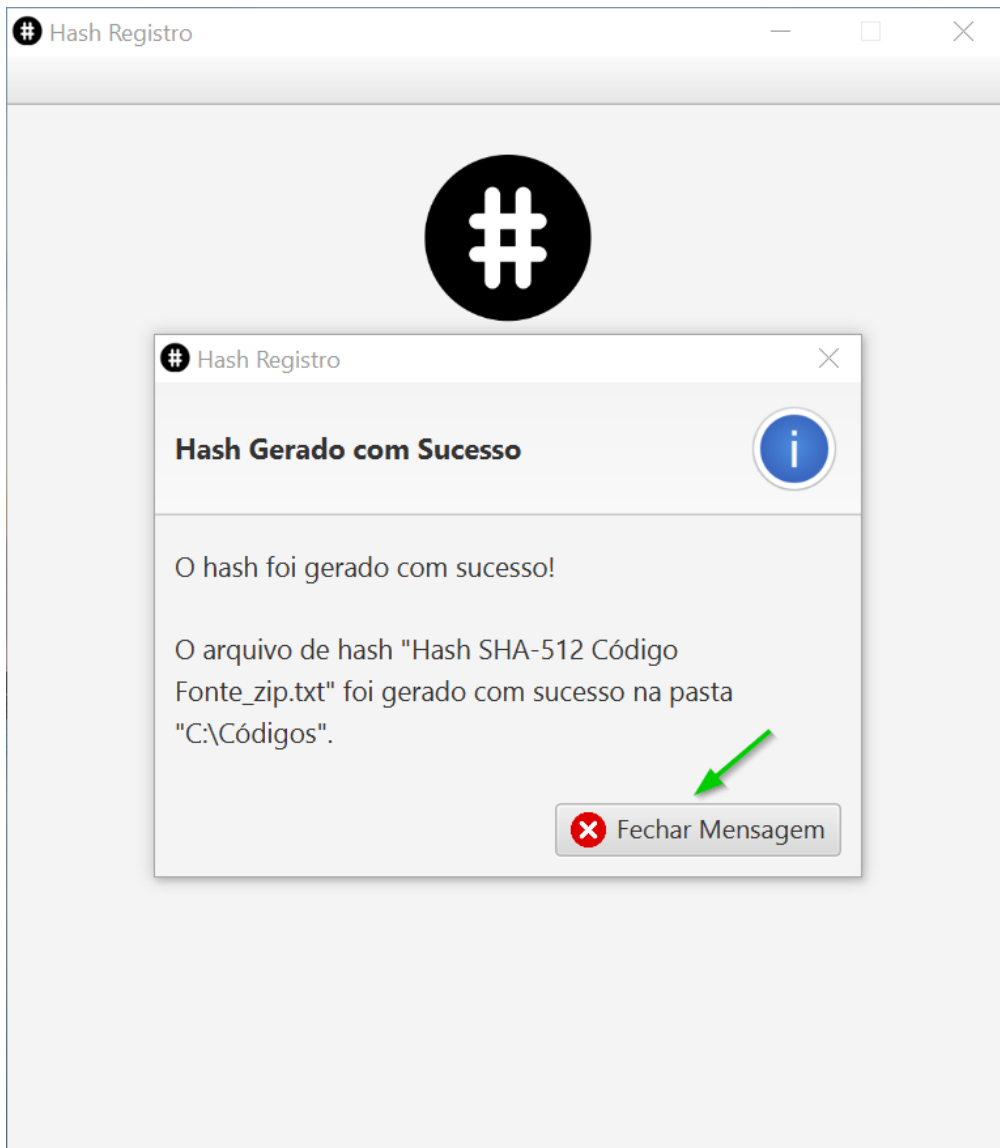 Hash Registro
Hash Registro
Hash Gerado com Sucesso
O hash foi gerado com sucesso!
O arquivo de hash "Hash SHA-512 Código
Fonte_zip.txt" foi gerado com sucesso na pasta
"C:\Códigos".
Fechar Mensagem